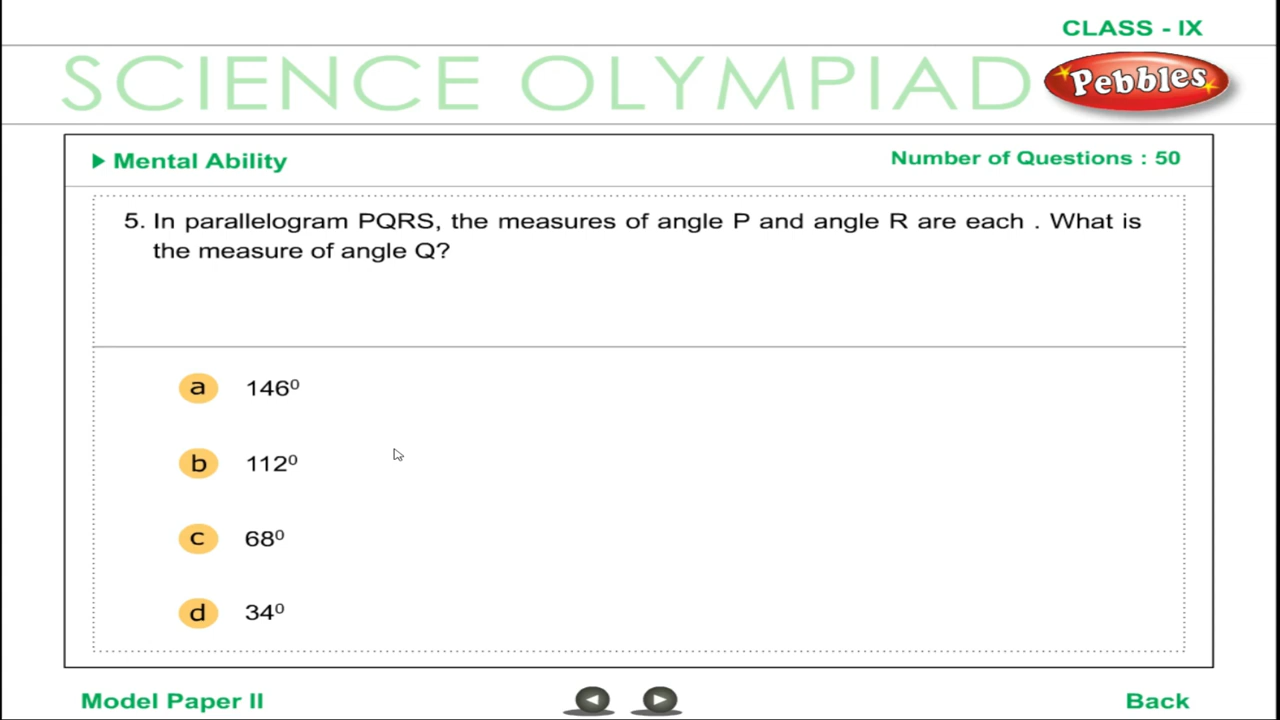 CLASS - IX
SCIENCE OLYMPIAD
Pebbles
Mental Ability
Number of Questions : 50
5. In parallelogram PQRS, the measures of angle P and angle R are each . What is
the measure of angle Q?
a 146⁰
b 112⁰
c 68⁰
d 34⁰
Model Paper II
Back